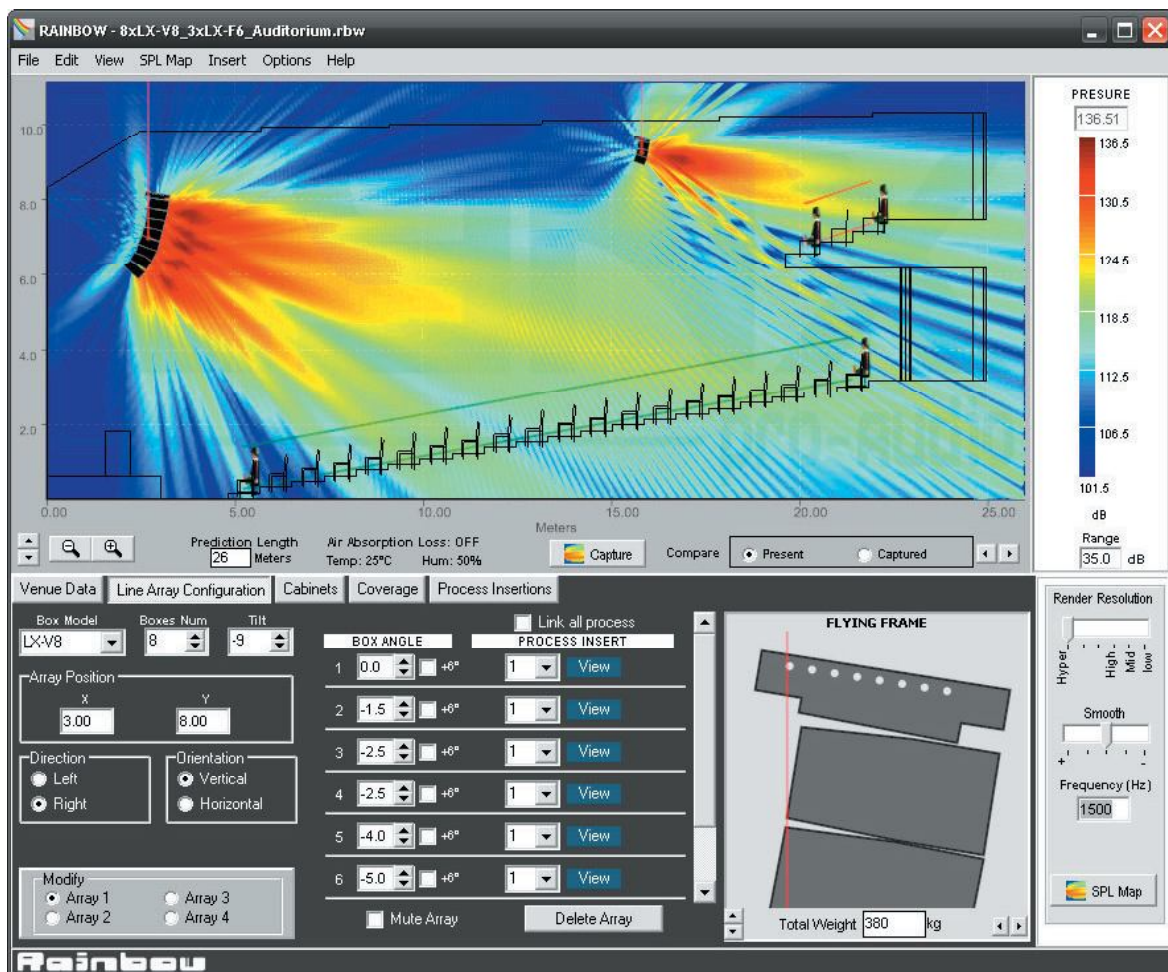 RAINBOW - 8xLX-V8_3xLX-F6_Auditorium.rbw
File Edit View SPL Map Insert Options Help
PRESURE
136.51
136.5
130.5
124.5
118.5
112.5
106.5
101.5
dB
Range
35.0 dB
10.0
8.0
6.0
4.0
2.0
0.00 5.00 10.00 15.00 20.00 25.00
Meters
Prediction Length
26 Meters
Air Absorption Loss: OFF
Temp: 25°C Hum: 50%
Capture
Compare
Present
Captured
Venue Data Line Array Configuration Cabinets Coverage Process Insertions
Box Model Boxes Num Tilt
LX-V8 8 -9
Array Position
X Y
3.00 8.00
Direction
Left
Right
Orientation
Vertical
Horizontal
Modify
Array 1 Array 3
Array 2 Array 4
Link all process
BOX ANGLE PROCESS INSERT
1 0.0 +6° 1 View
2 -1.5 +6° 1 View
3 -2.5 +6° 1 View
4 -2.5 +6° 1 View
5 -4.0 +6° 1 View
6 -5.0 +6° 1 View
Mute Array
Delete Array
FLYING FRAME
Total Weight 380 kg
Render Resolution
Hyper High Mid low
Smooth
+ -
Frequency (Hz)
1500
SPL Map
Rainbow